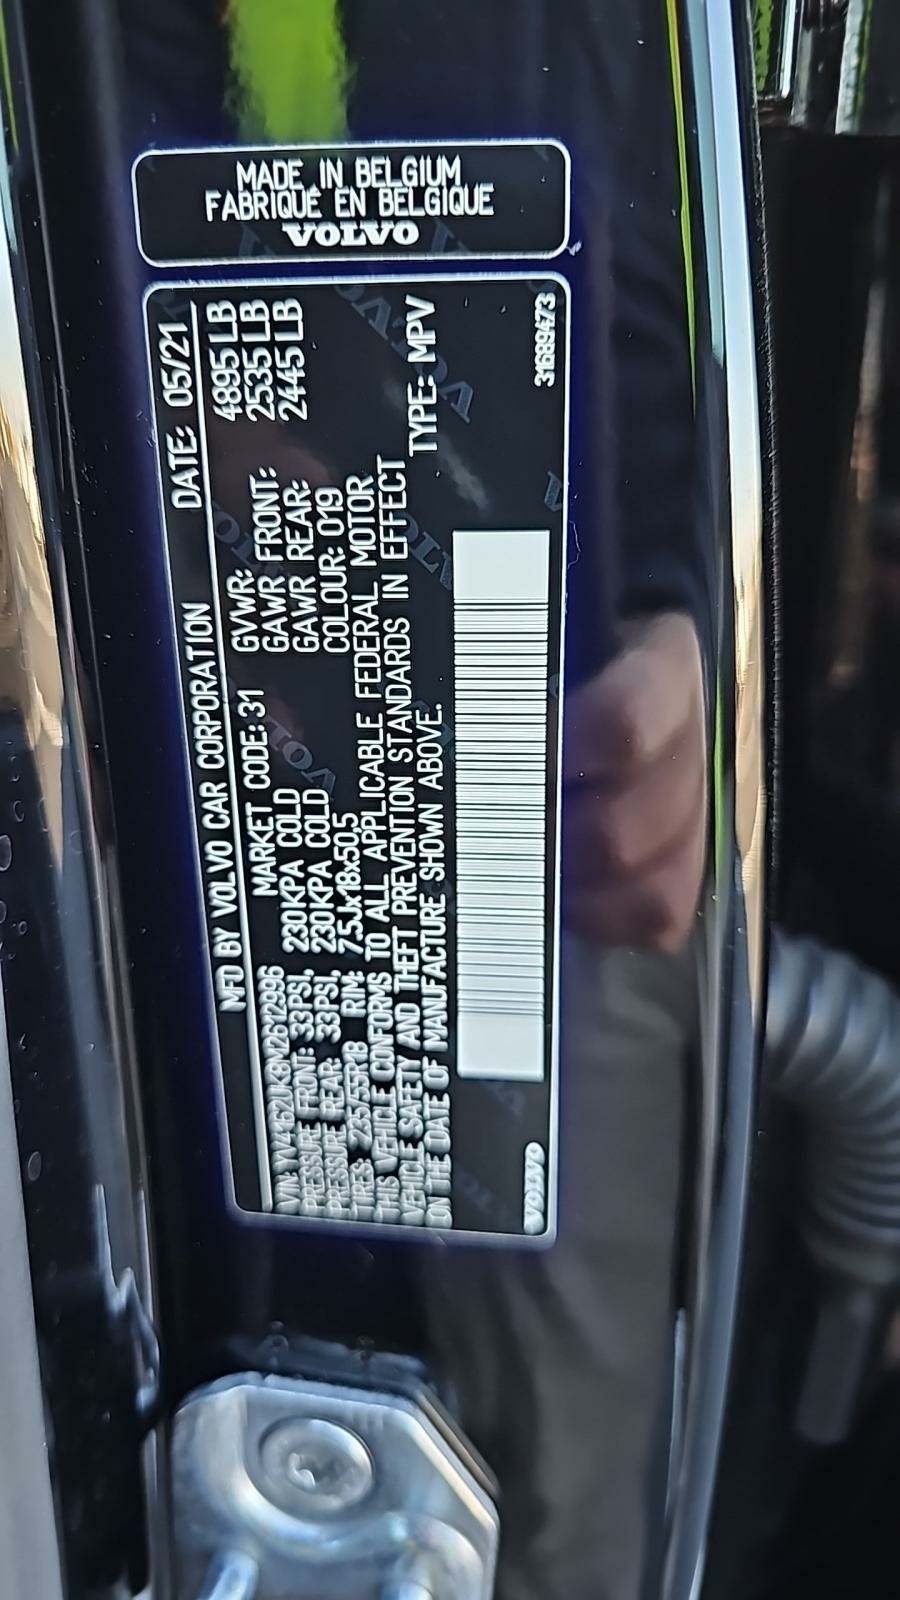 MADE IN BELGIUM
FABRIQUÉ EN BELGIQUE
VOLVO
MFD BY VOLVO CAR CORPORATION DATE: 05/21
VIN: YV4162UK9M2612996 MARKET CODE: 31 GVWR: 4895 LB
PRESSURE FRONT: 33PSI, 230KPA COLD GAWR FRONT: 2535 LB
PRESSURE REAR: 33PSI, 230KPA COLD GAWR REAR: 2445 LB
TIRES: 235/55R18 RIM: 7.5Jx18x50,5 COLOUR: 019
THIS VEHICLE CONFORMS TO ALL APPLICABLE FEDERAL MOTOR
VEHICLE SAFETY AND THEFT PREVENTION STANDARDS IN EFFECT
ON THE DATE OF MANUFACTURE SHOWN ABOVE. TYPE: MPV
VOLVO 31689473